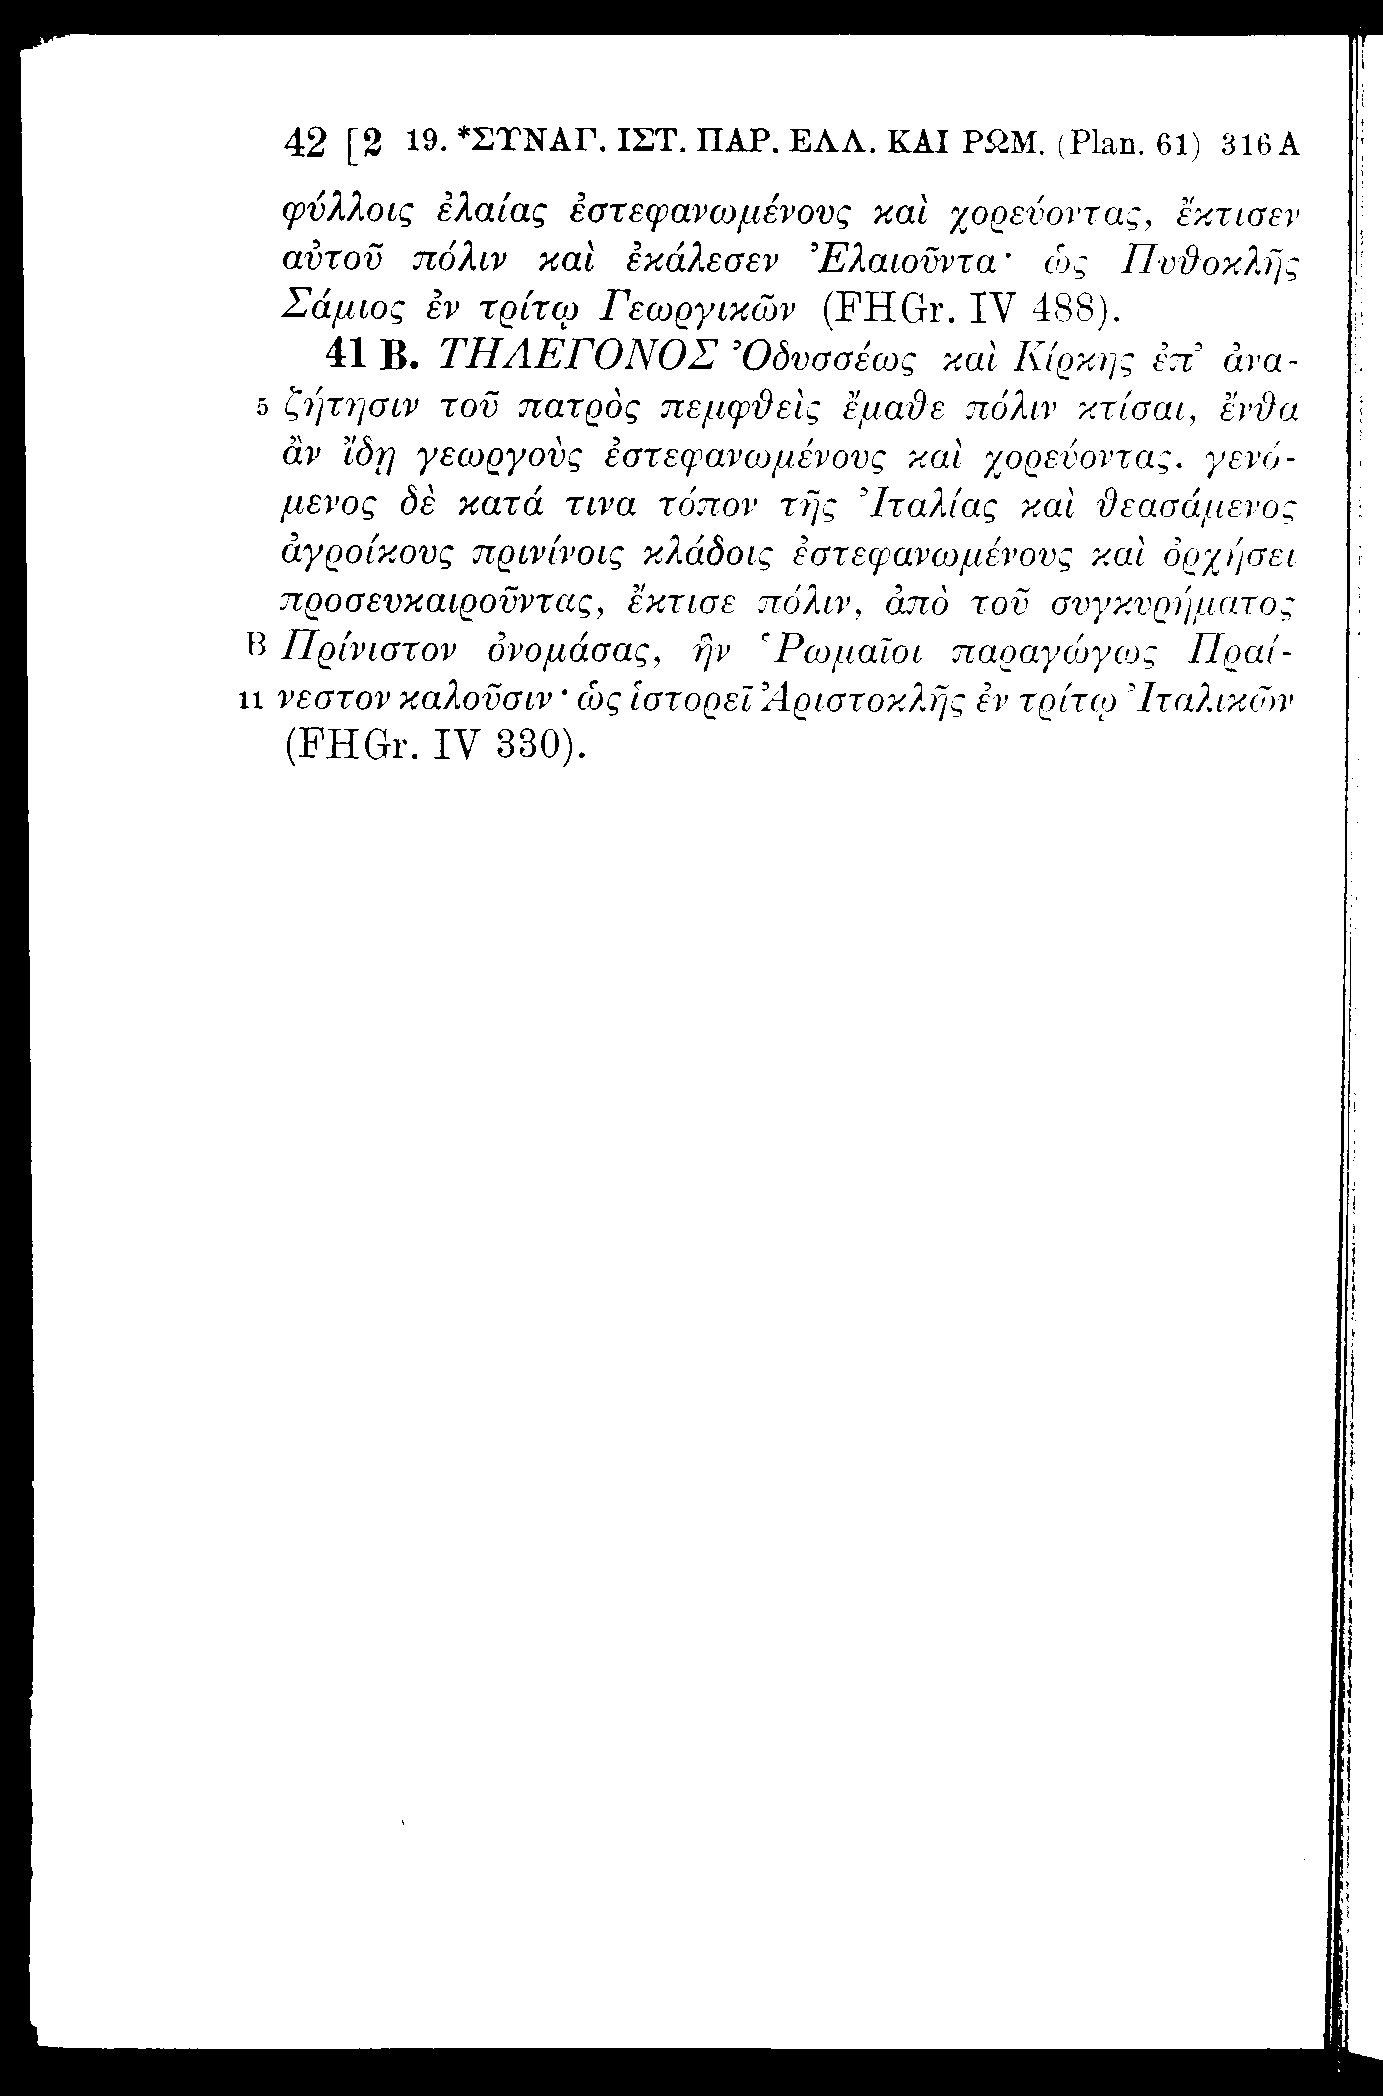 42 [2 19. *ΣΥΝΑΓ. ΙΣΤ. ΠΑΡ. ΕΛΛ. ΚΑΙ ΡΩΜ. (Plan. 61) 316 A
φύλλοις ἐλαίας ἐστεφανωμένους καὶ χορεύοντας, ἔκτισεν
αὐτοῦ πόλιν καὶ ἐκάλεσεν Ἐλαιοῦντα· ὡς Πυθοκλῆς
Σάμιος ἐν τρίτῳ Γεωργικῶν (FHGr. IV 488).
41 B. ΤΗΛΕΓΟΝΟΣ Ὀδυσσέως καὶ Κίρκης ἐπ’ ἀνα-
5 ζήτησιν τοῦ πατρὸς πεμφθεὶς ἔμαθε πόλιν κτίσαι, ἔνθα
ἂν ἴδῃ γεωργοὺς ἐστεφανωμένους καὶ χορεύοντας. γενό-
μενος δὲ κατά τινα τόπον τῆς Ἰταλίας καὶ θεασάμενος
ἀγροίκους πρινίνοις κλάδοις ἐστεφανωμένους καὶ ὀρχήσει
προσευκαιροῦντας, ἔκτισε πόλιν, ἀπὸ τοῦ συγκυρήματος
B Πρίνιστον ὀνομάσας, ἣν Ῥωμαῖοι παραγώγως Πραί-
11 νεστον καλοῦσιν· ὡς ἱστορεῖ Ἀριστοκλῆς ἐν τρίτῳ Ἰταλικῶν
(FHGr. IV 330).